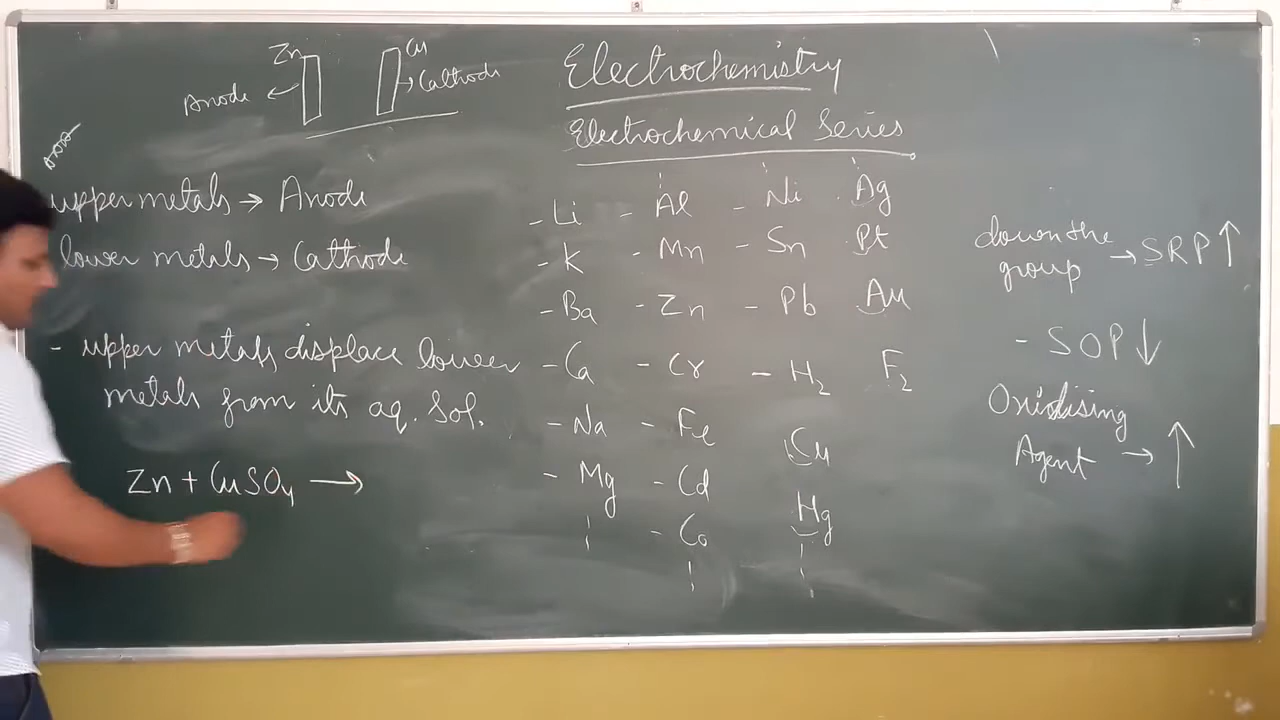 Electrochemistry
Electrochemical Series
Zn
Cu
Anode ←
→ Cathode
upper metals → Anode
lower metals → Cathode
- upper metals displace lower
metals from its aq. Sol.
Zn + CuSO4 →
- Li
- K
- Ba
- Ca
- Na
- Mg
- Al
- Mn
- Zn
- Cr
- Fe
- Cd
- Co
- Ni
- Sn
- Pb
- H2
Cu
Hg
Ag
Pt
Au
F2
down the
group → SRP ↑
- SOP ↓
Oxidising
Agent → ↑